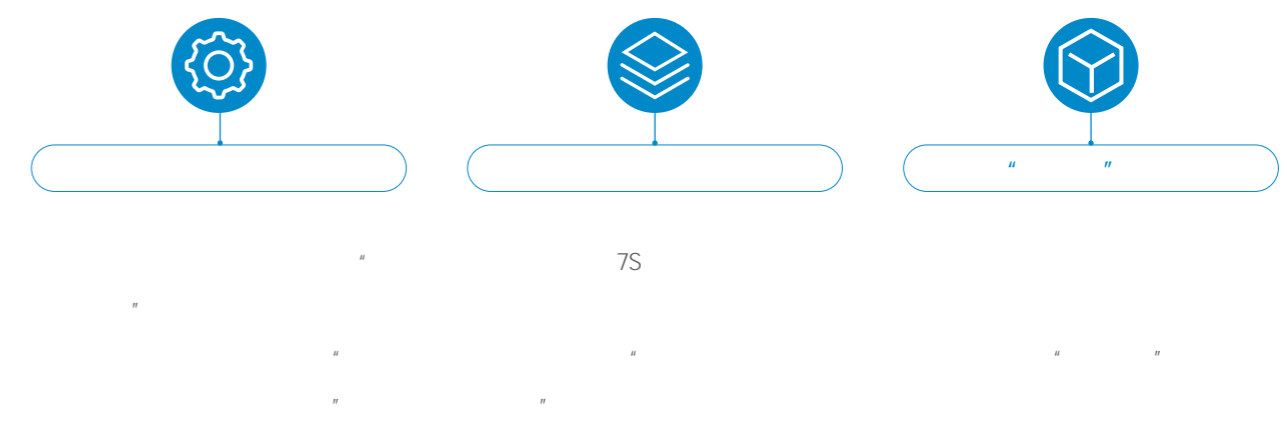 “ ”
“ 7S
”
“ “ “ ”
” ”